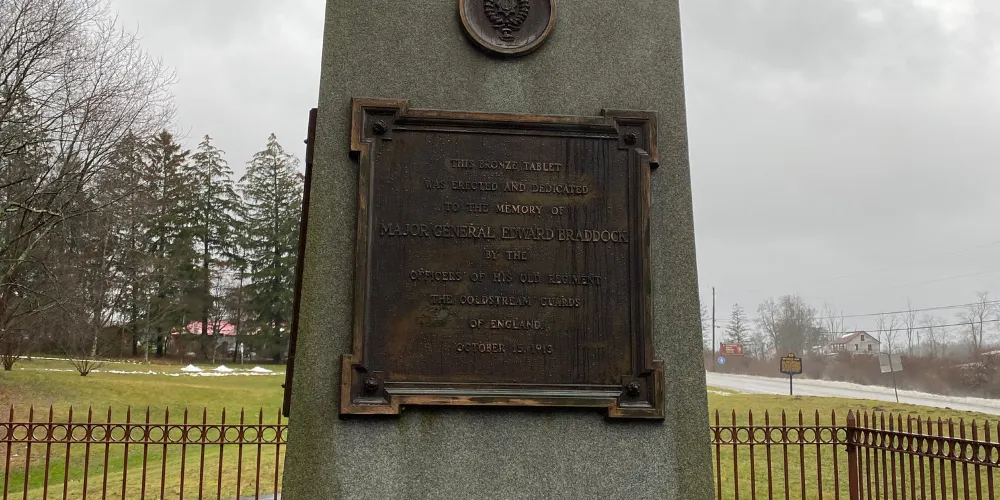 THIS BRONZE TABLET
WAS ERECTED AND DEDICATED
TO THE MEMORY OF
MAJOR GENERAL EDWARD BRADDOCK
BY THE
OFFICERS OF HIS OLD REGIMENT
THE COLDSTREAM GUARDS
OF ENGLAND,
OCTOBER 15, 1913